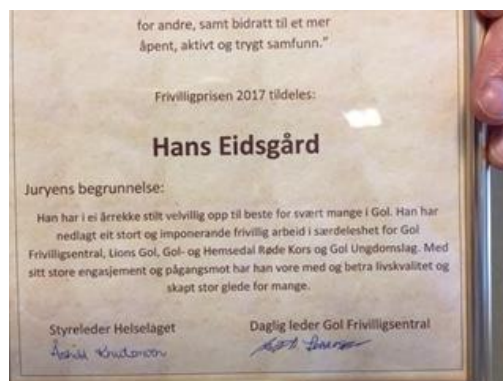 for andre, samt bidratt til et mer
åpent, aktivt og trygt samfunn."
Frivilligprisen 2017 tildeles:
Hans Eidsgård
Juryens begrunnelse:
Han har i ei årrekke stilt velvillig opp til beste for svært mange i Gol. Han har
nedlagt eit stort og imponerande frivillig arbeid i særdeleshet for Gol
Frivilligsentral, Lions Gol, Gol- og Hemsedal Røde Kors og Gol Ungdomslag. Med
sitt store engasjement og pågangsmot har han vore med og betra livskvalitet og
skapt stor glede for mange.
Styreleder Helselaget
Daglig leder Gol Frivilligsentral